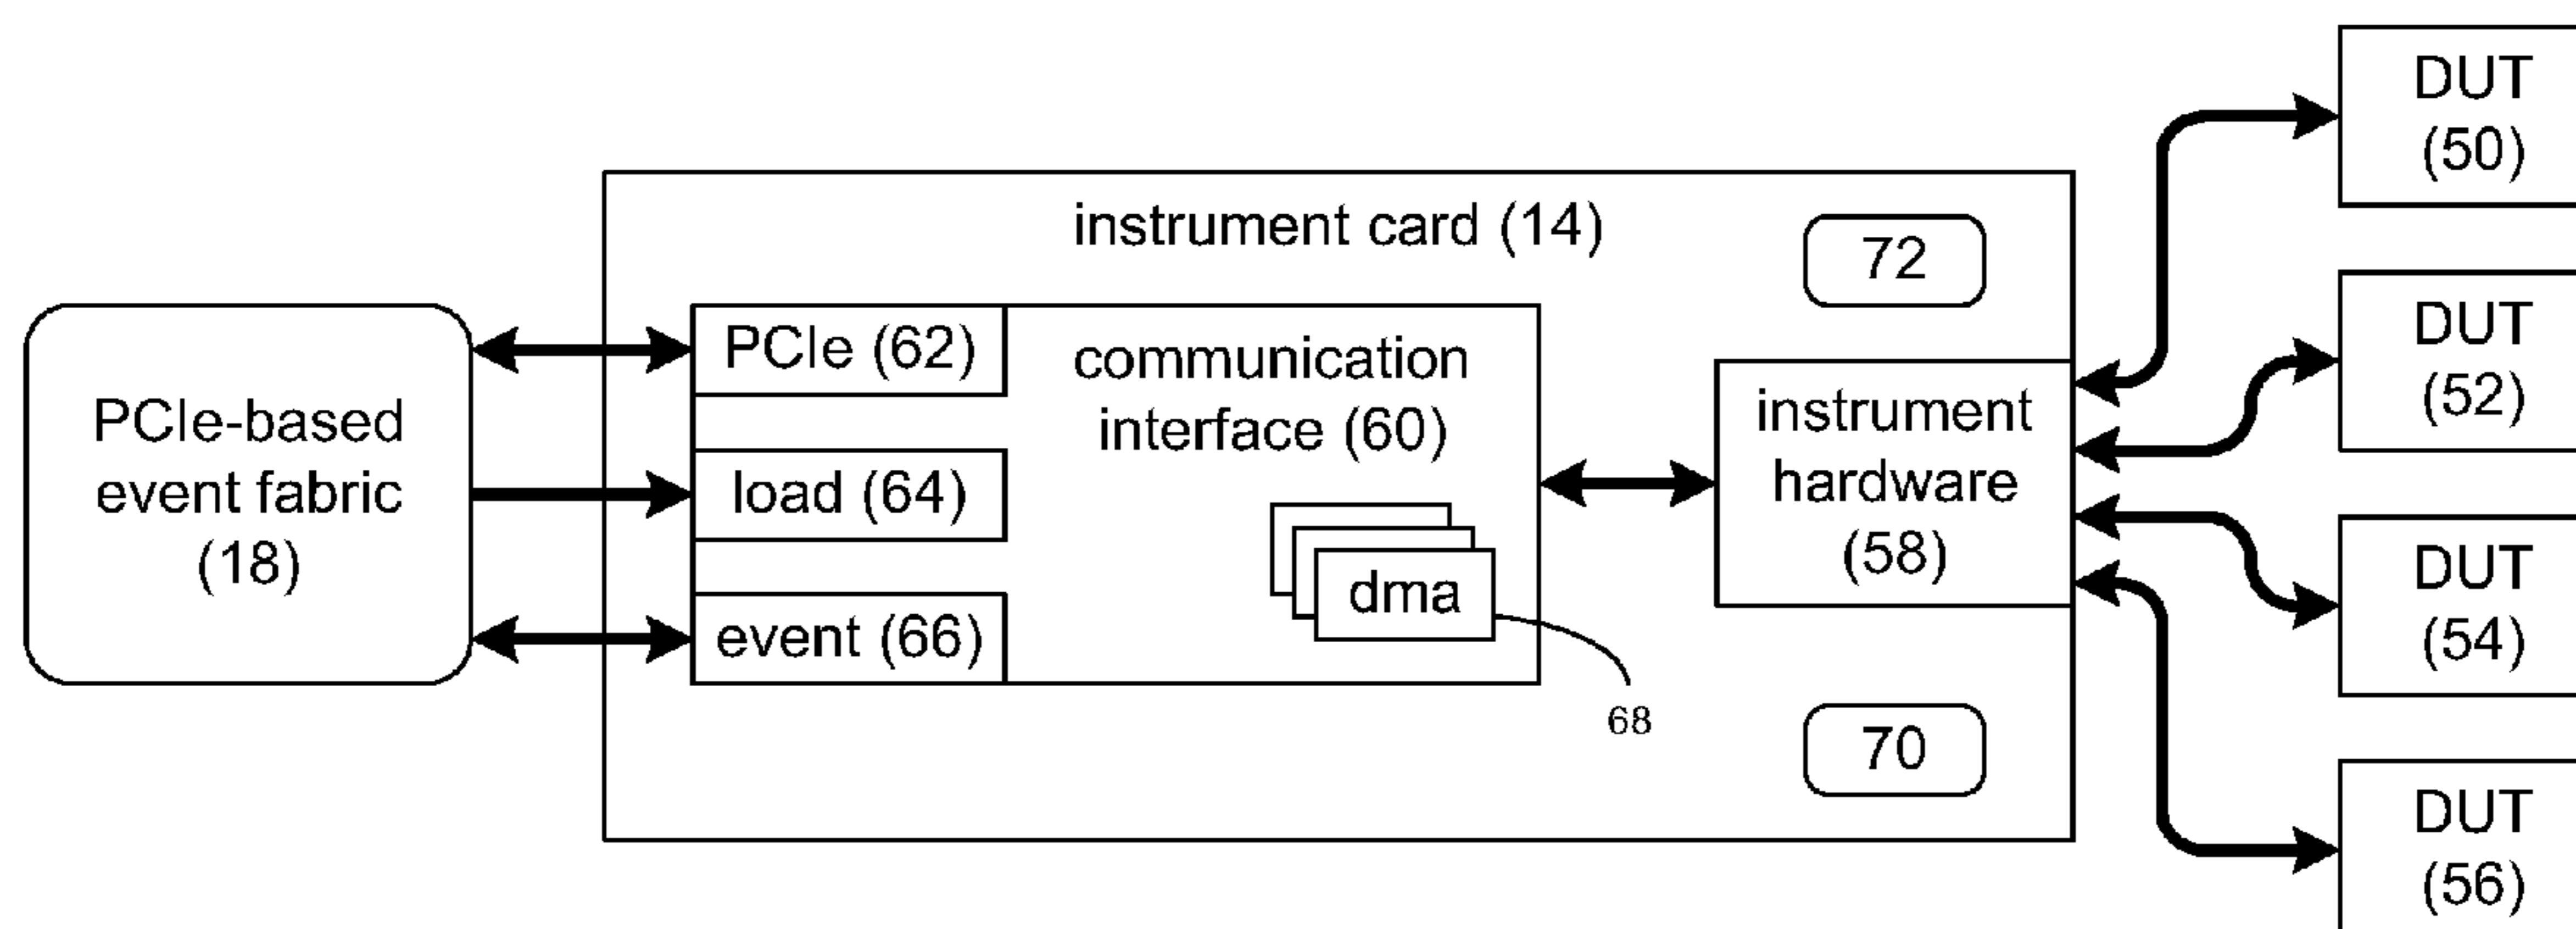 PCIe-based
event fabric
(18)
instrument card (14)
72
PCIe (62)
load (64)
event (66)
communication
interface (60)
dma
68
instrument
hardware
(58)
70
DUT
(50)
DUT
(52)
DUT
(54)
DUT
(56)